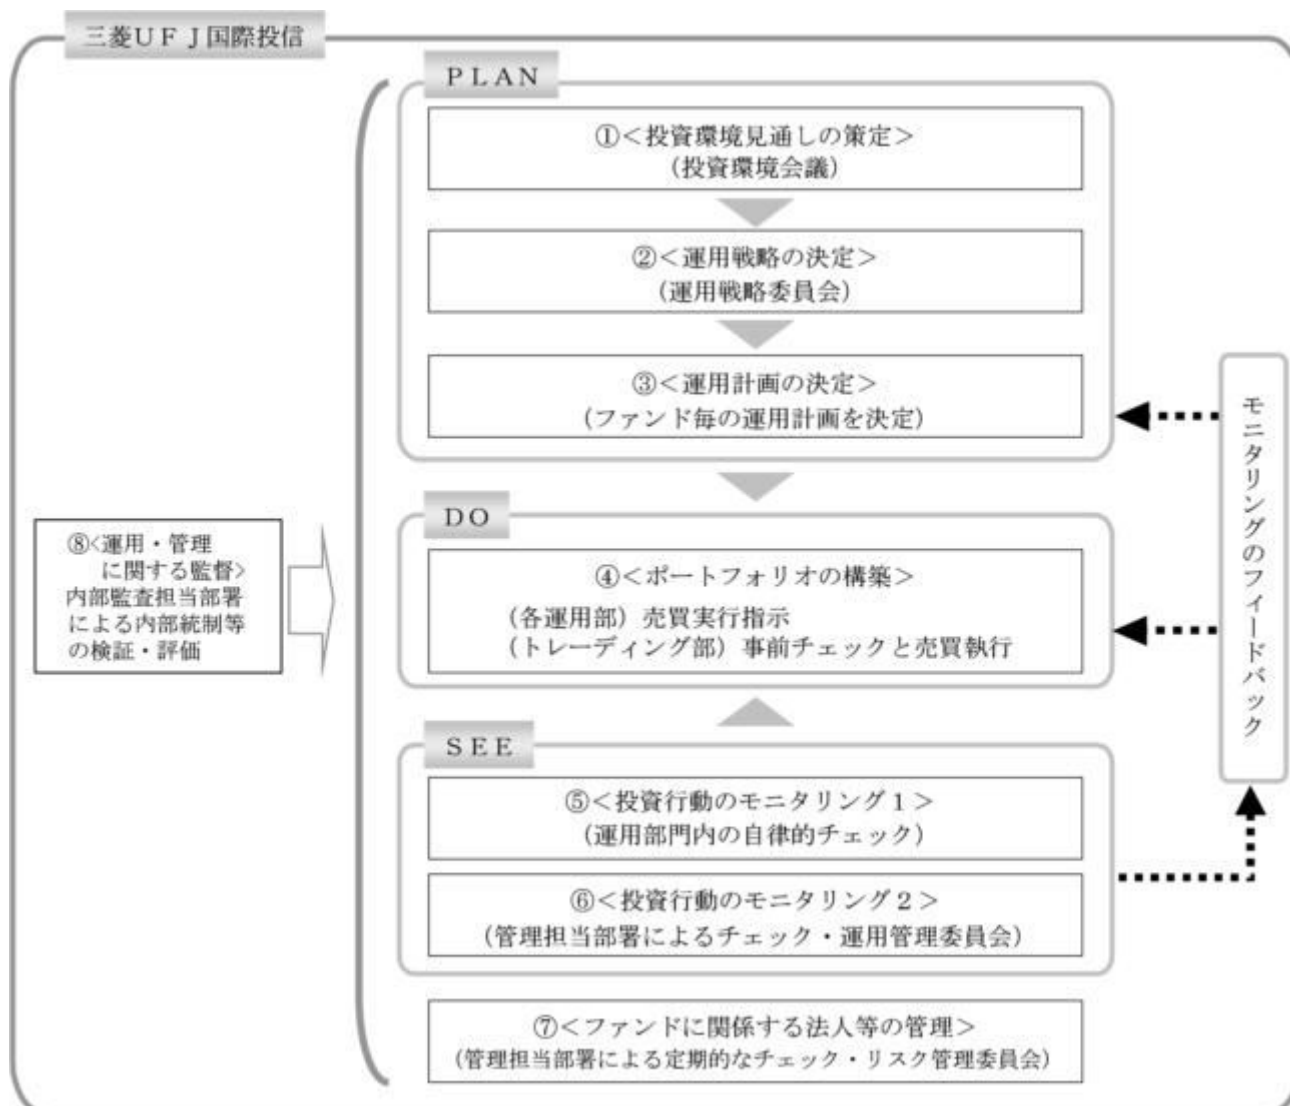 三菱ＵＦＪ国際投信
ＰＬＡＮ
①＜投資環境見通しの策定＞
（投資環境会議）
②＜運用戦略の決定＞
（運用戦略委員会）
③＜運用計画の決定＞
（ファンド毎の運用計画を決定）
ＤＯ
④＜ポートフォリオの構築＞
（各運用部）売買実行指示
（トレーディング部）事前チェックと売買執行
ＳＥＥ
⑤＜投資行動のモニタリング１＞
（運用部門内の自律的チェック）
⑥＜投資行動のモニタリング２＞
（管理担当部署によるチェック・運用管理委員会）
⑦＜ファンドに関係する法人等の管理＞
（管理担当部署による定期的なチェック・リスク管理委員会）
⑧<運用・管理
に関する監督>
内部監査担当部署
による内部統制等
の検証・評価
モニタリングのフィードバック